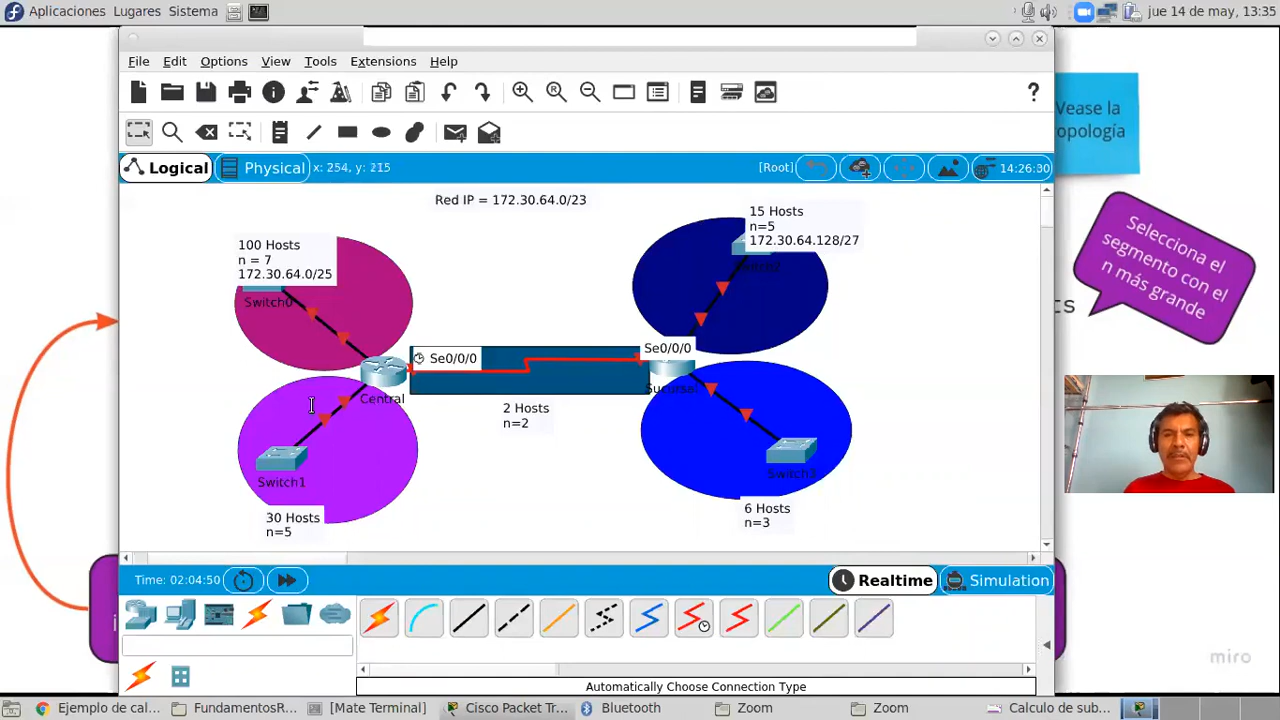 Aplicaciones Lugares Sistema
jue 14 de may, 13:35
File Edit Options View Tools Extensions Help
Logical Physical x: 254, y: 215 [Root] 14:26:30
Red IP = 172.30.64.0/23
100 Hosts
n = 7
172.30.64.0/25
Switch0
15 Hosts
n=5
172.30.64.128/27
Switch2
Se0/0/0
Se0/0/0
Central
Sucursal
2 Hosts
n=2
Switch1
30 Hosts
n=5
Switch3
6 Hosts
n=3
Vease la
topología
Selecciona el
segmento con el
n más grande
miro
Time: 02:04:50
Realtime Simulation
Automatically Choose Connection Type
Ejemplo de cal... FundamentosR... [Mate Terminal] Cisco Packet Tr... Bluetooth Zoom Zoom Calculo de sub...